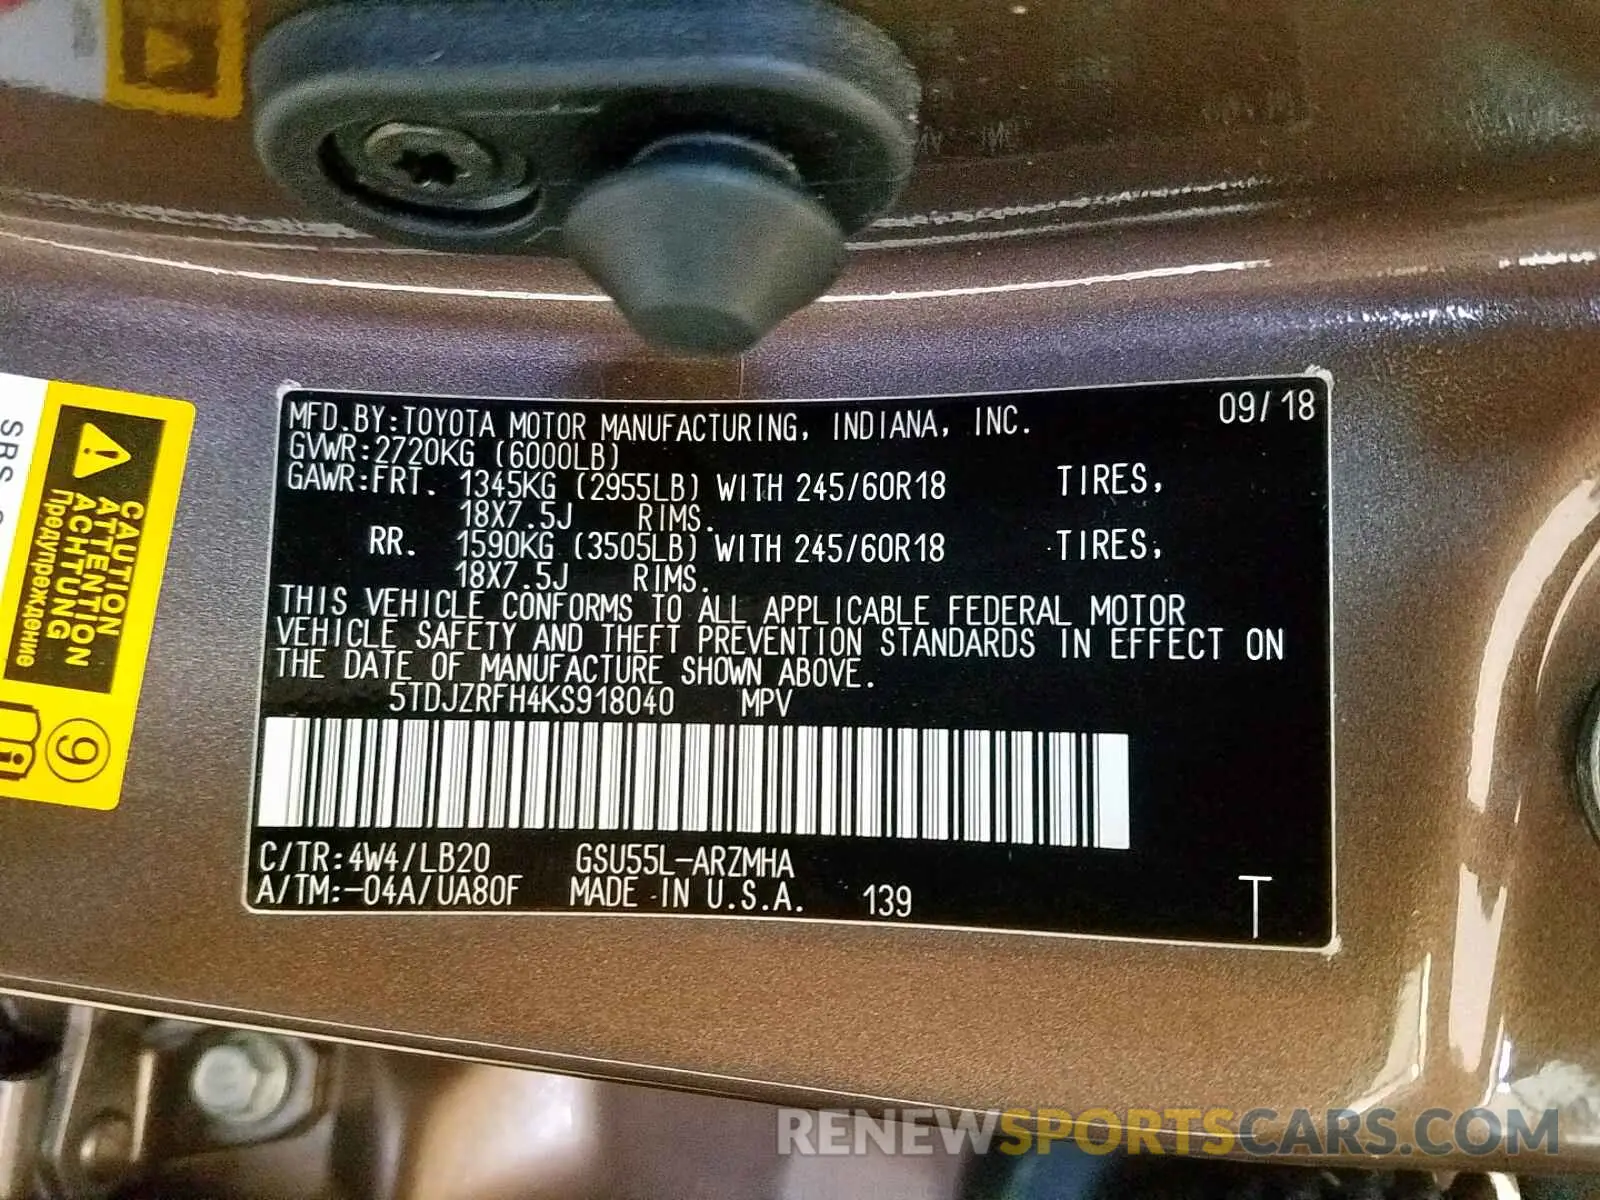 MFD.BY:TOYOTA MOTOR MANUFACTURING, INDIANA, INC. 09/18
GVWR:2720KG (6000LB)
GAWR:FRT. 1345KG (2955LB) WITH 245/60R18 TIRES,
18X7.5J RIMS.
RR. 1590KG (3505LB) WITH 245/60R18 TIRES,
18X7.5J RIMS.
THIS VEHICLE CONFORMS TO ALL APPLICABLE FEDERAL MOTOR
VEHICLE SAFETY AND THEFT PREVENTION STANDARDS IN EFFECT ON
THE DATE OF MANUFACTURE SHOWN ABOVE.
5TDJZRFH4KS918040 MPV
C/TR:4W4/LB20 GSU55L-ARZMHA
A/TM:-04A/UA80F MADE IN U.S.A. 139 T
CAUTION
ATTENTION
ACHTUNG
Предупреждение
9
SRS
RENEWSPORTSCARS.COM